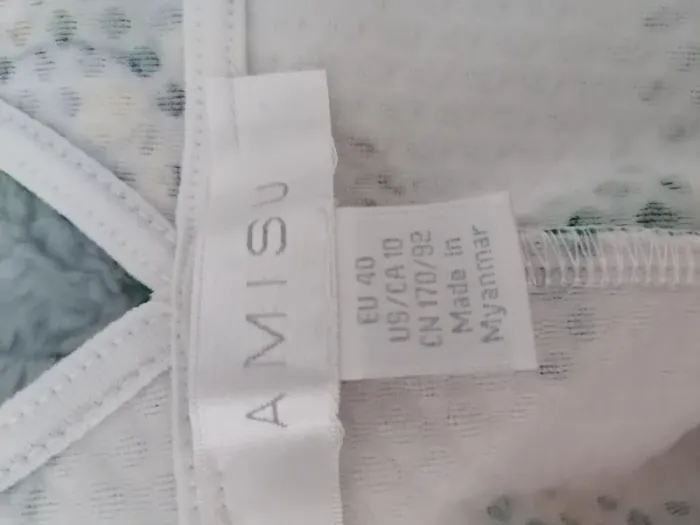 AMISU
EU 40
US/CA 10
CN 170/92
Made in
Myanmar